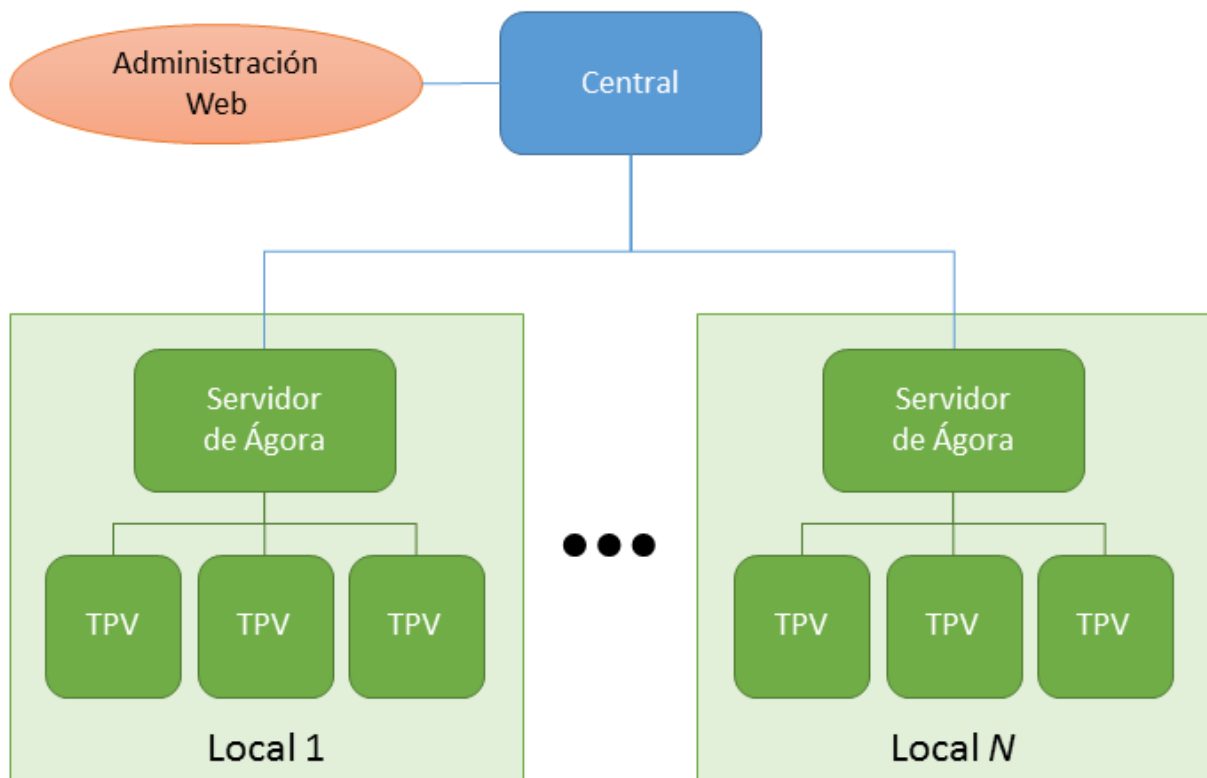 Administración
Web
Central
Servidor
de Ágora
Servidor
de Ágora
TPV
TPV
TPV
TPV
TPV
TPV
Local 1
Local N